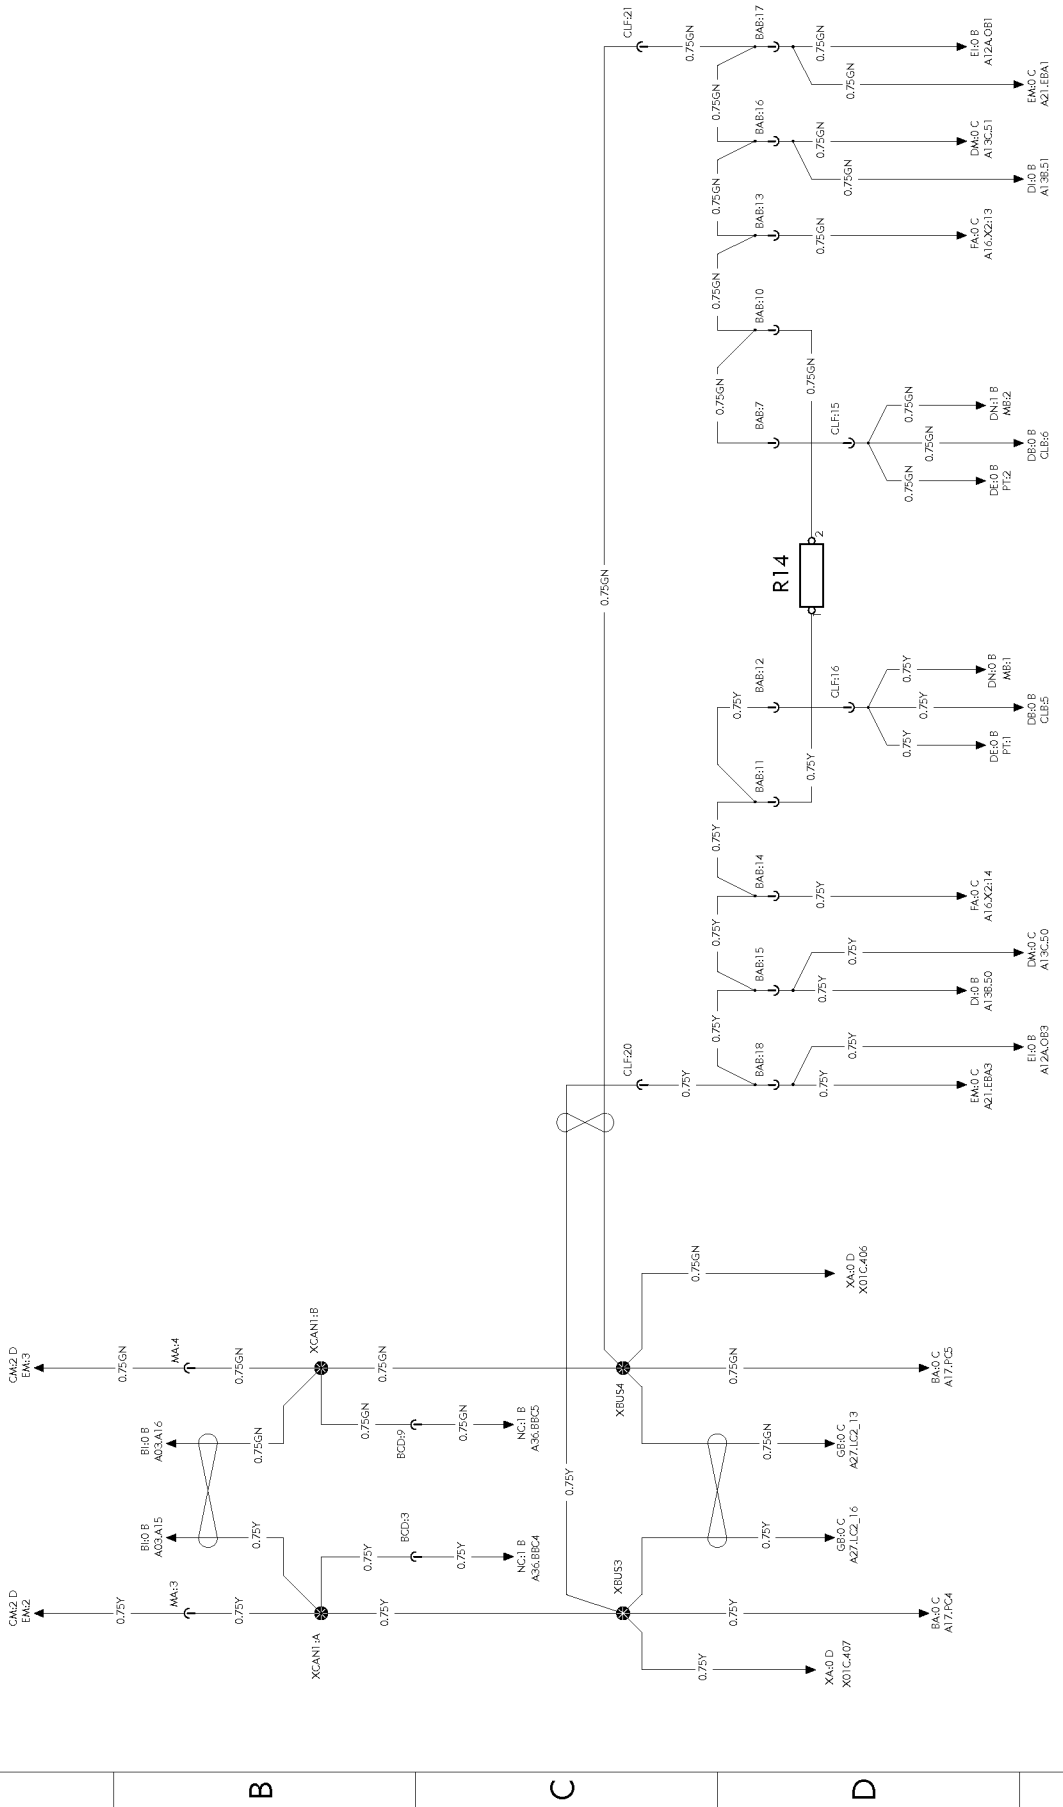 CLF:21
0.75GN
BAB:17
0.75GN
EI:0 B
A12A.OB1
0.75GN
EM:0 C
A21.EBA1
0.75GN
BAB:16
0.75GN
DM:0 C
A13C.51
0.75GN
DI:0 B
A13B.51
0.75GN
BAB:13
0.75GN
FA:0 C
A16.X2:13
0.75GN
BAB:10
0.75GN
0.75GN
BAB:7
CLF:15
0.75GN
DN:1 B
MB:2
0.75GN
DB:0 B
CLB:6
0.75GN
DE:0 B
PT:2
0.75GN
R14
2
1
BAB:12
0.75Y
CLF:16
0.75Y
DN:0 B
MB:1
0.75Y
DB:0 B
CLB:5
0.75Y
DE:0 B
PT:1
BAB:11
0.75Y
0.75Y
BAB:14
0.75Y
FA:0 C
A16.X2:14
0.75Y
BAB:15
0.75Y
DM:0 C
A13C.50
0.75Y
DI:0 B
A13B.50
0.75Y
CLF:20
0.75Y
BAB:18
0.75Y
EI:0 B
A12A.OB3
0.75Y
EM:0 C
A21.EBA3
0.75GN
XA:0 D
X01C.406
CM:2 D
EM:3
0.75GN
MA:4
0.75GN
XCAN1:B
0.75GN
XBUS4
0.75GN
BA:0 C
A17.PC5
BI:0 B
A03.A16
0.75GN
0.75GN
BCD:9
0.75GN
NC:1 B
A36.BBC5
0.75GN
GB:0 C
A27.LC2_13
0.75Y
BI:0 B
A03.A15
0.75Y
BCD:3
0.75Y
0.75Y
NC:1 B
A36.BBC4
XBUS3
0.75Y
GB:0 C
A27.LC2_16
CM:2 D
EM:2
0.75Y
MA:3
0.75Y
XCAN1:A
0.75Y
0.75Y
BA:0 C
A17.PC4
0.75Y
XA:0 D
X01C.407
B
C
D